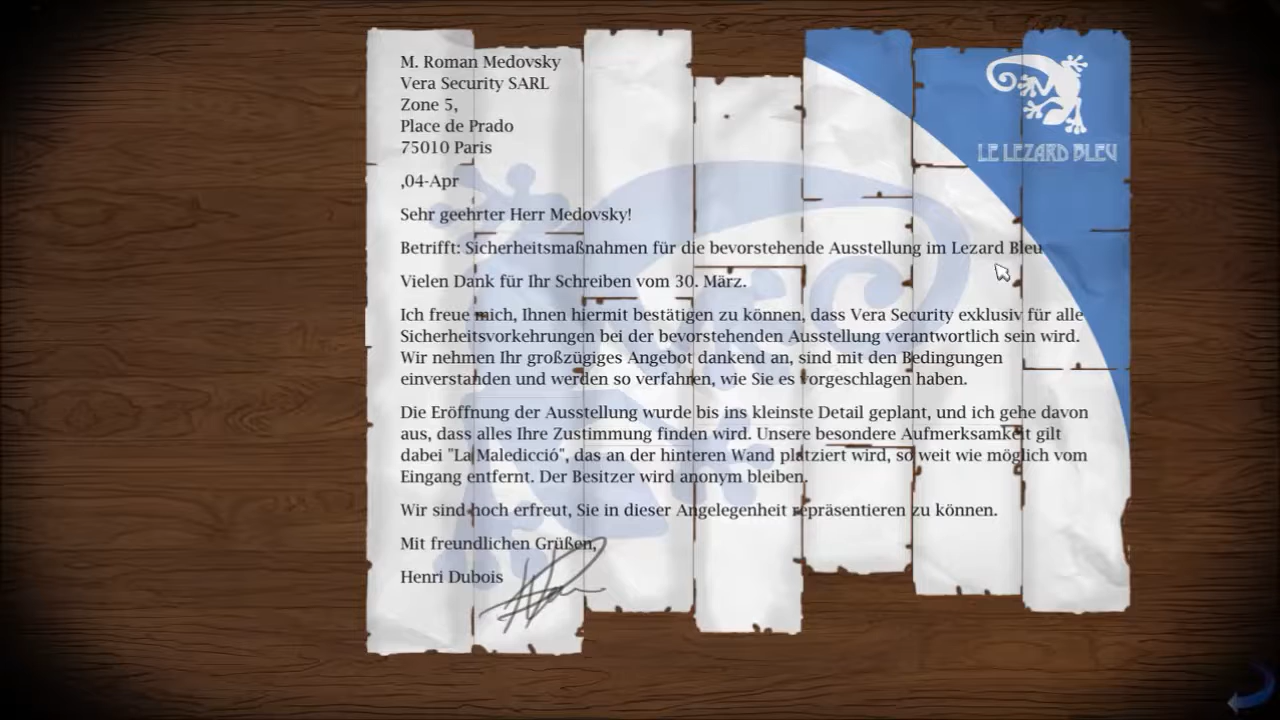 M. Roman Medovsky
Vera Security SARL
Zone 5,
Place de Prado
75010 Paris
LE LEZARD BLEU
,04-Apr
Sehr geehrter Herr Medovsky!
Betrifft: Sicherheitsmaßnahmen für die bevorstehende Ausstellung im Lezard Bleu
Vielen Dank für Ihr Schreiben vom 30. März.
Ich freue mich, Ihnen hiermit bestätigen zu können, dass Vera Security exklusiv für alle
Sicherheitsvorkehrungen bei der bevorstehenden Ausstellung verantwortlich sein wird.
Wir nehmen Ihr großzügiges Angebot dankend an, sind mit den Bedingungen
einverstanden und werden so verfahren, wie Sie es vorgeschlagen haben.
Die Eröffnung der Ausstellung wurde bis ins kleinste Detail geplant, und ich gehe davon
aus, dass alles Ihre Zustimmung finden wird. Unsere besondere Aufmerksamkeit gilt
dabei "La Maledicció", das an der hinteren Wand platziert wird, so weit wie möglich vom
Eingang entfernt. Der Besitzer wird anonym bleiben.
Wir sind hoch erfreut, Sie in dieser Angelegenheit repräsentieren zu können.
Mit freundlichen Grüßen,
Henri Dubois